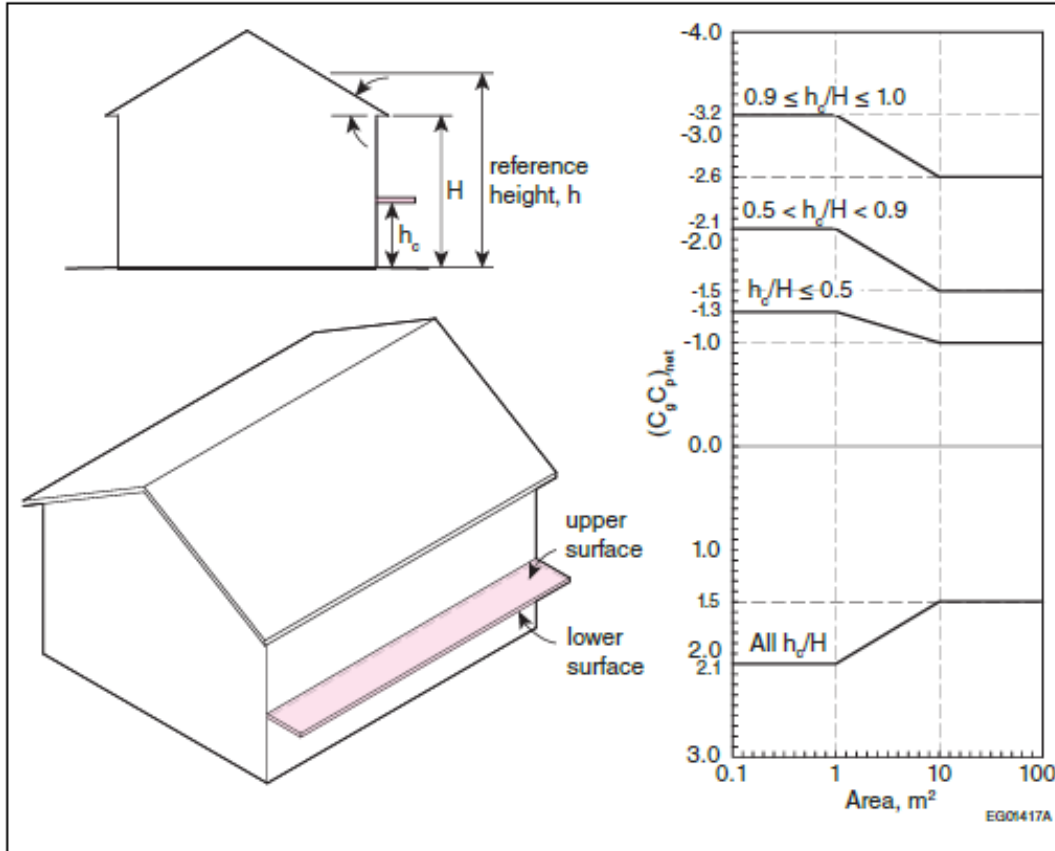 reference
height, h
H
h_c
upper
surface
lower
surface
-4.0
0.9 ≤ h_c/H ≤ 1.0
-3.2
-3.0
-2.6
0.5 < h_c/H < 0.9
-2.1
-2.0
-1.5
h_c/H ≤ 0.5
-1.3
-1.0
(C_gC_p)_net
0.0
1.0
1.5
All h_c/H
2.0
2.1
3.0
0.1 1 10 100
Area, m²
EG01417A